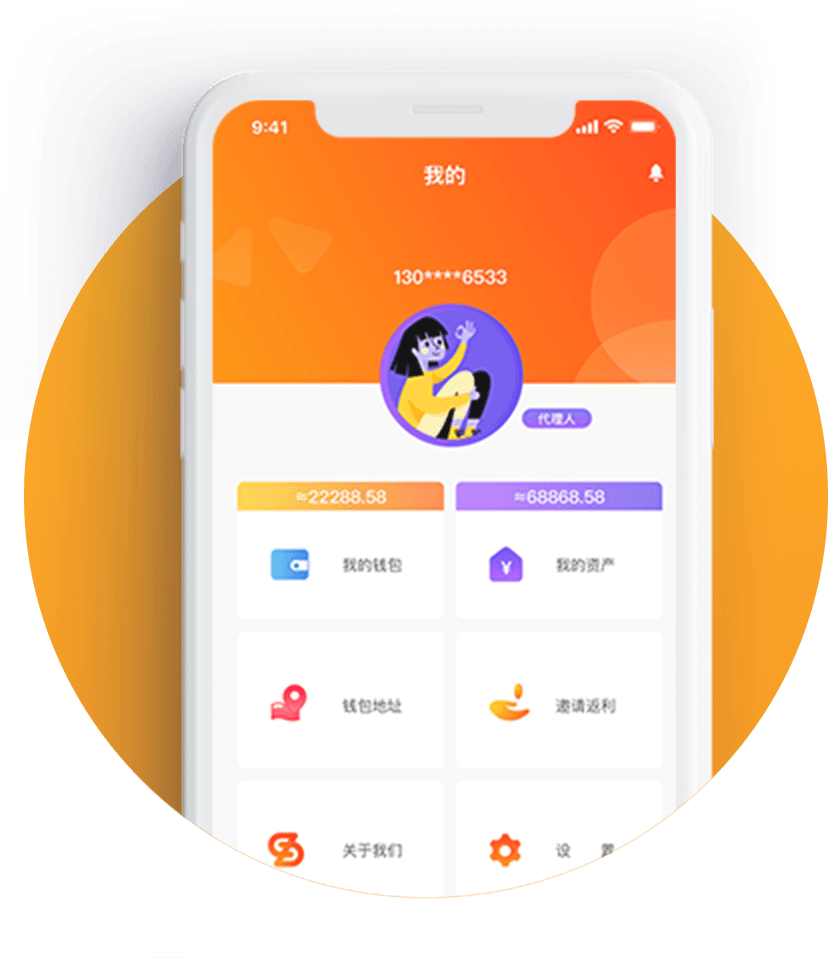 9:41
我的
130****6533
代理人
≈22288.58
≈68868.58
我的钱包
¥
我的资产
钱包地址
邀请返利
关于我们
设 置